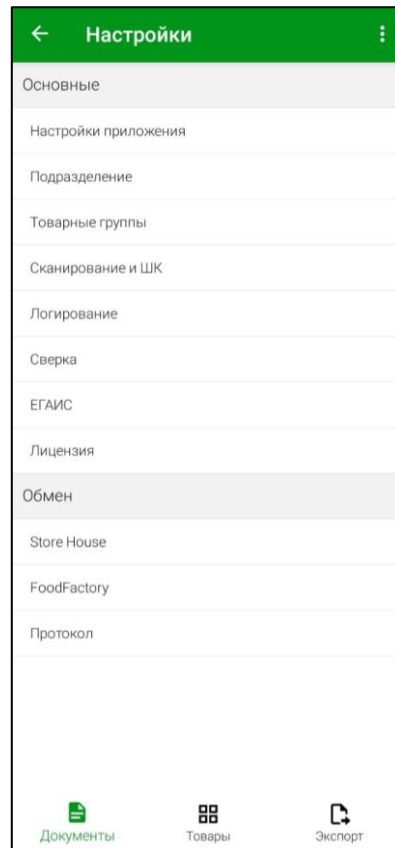 Настройки
Основные
Настройки приложения
Подразделение
Товарные группы
Сканирование и ШК
Логирование
Сверка
ЕГАИС
Лицензия
Обмен
Store House
FoodFactory
Протокол
Документы Товары Экспорт